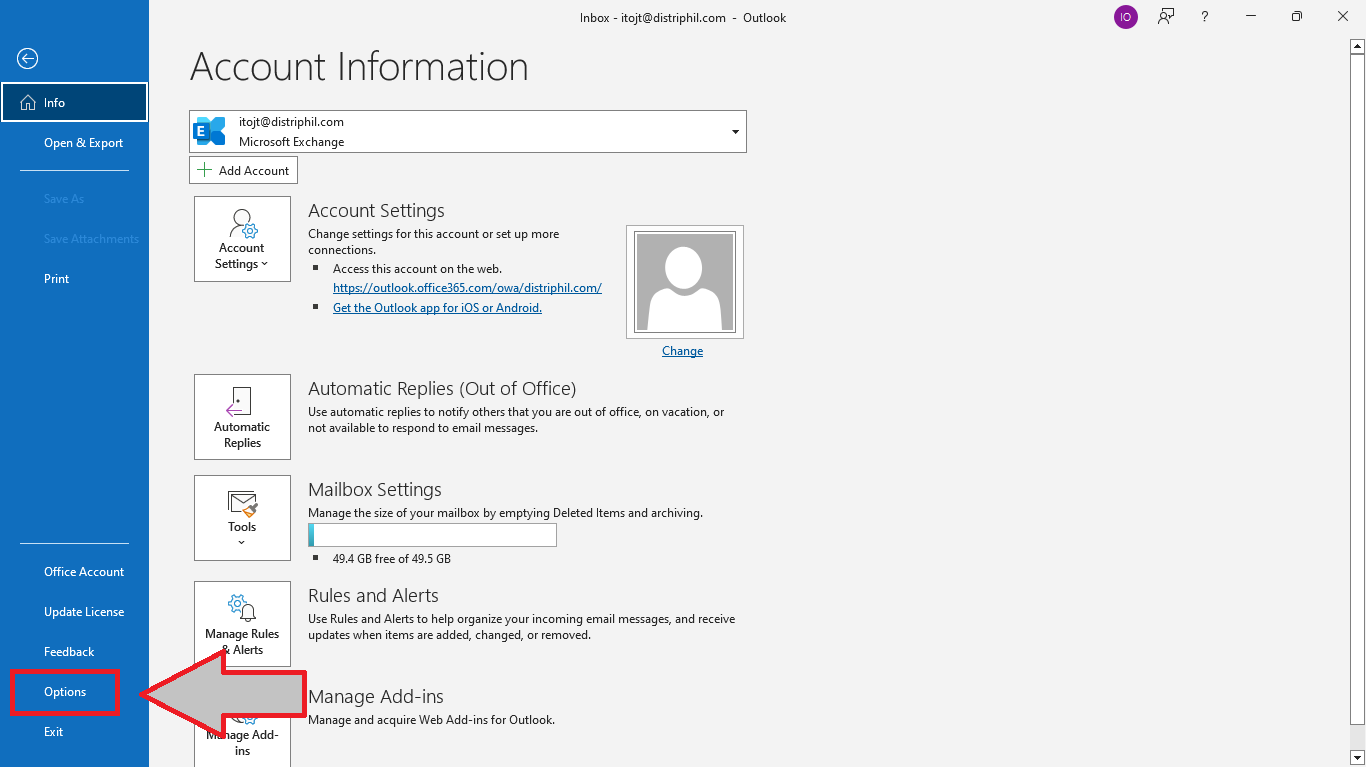 Inbox - itojt@distriphil.com - Outlook
IO
?
Info
Open & Export
Save As
Save Attachments
Print
Office Account
Update License
Feedback
Options
Exit
Account Information
E
itojt@distriphil.com
Microsoft Exchange
Add Account
Account
Settings
Account Settings
Change settings for this account or set up more
connections.
Access this account on the web.
https://outlook.office365.com/owa/distriphil.com/
Get the Outlook app for iOS or Android.
Change
Automatic
Replies
Automatic Replies (Out of Office)
Use automatic replies to notify others that you are out of office, on vacation, or
not available to respond to email messages.
Tools
Mailbox Settings
Manage the size of your mailbox by emptying Deleted Items and archiving.
49.4 GB free of 49.5 GB
Manage Rules
& Alerts
Rules and Alerts
Use Rules and Alerts to help organize your incoming email messages, and receive
updates when items are added, changed, or removed.
Manage Add-
ins
Manage Add-ins
Manage and acquire Web Add-ins for Outlook.